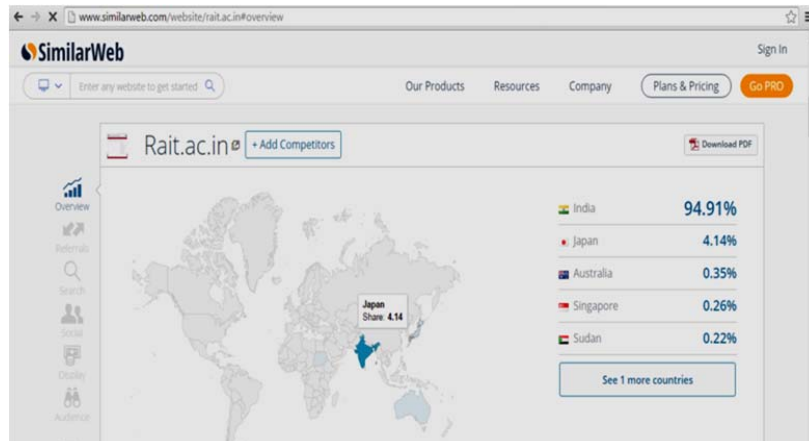 www.similarweb.com/website/rait.ac.in#overview
SimilarWeb
Sign In
Enter any website to get started
Our Products
Resources
Company
Plans & Pricing
Go PRO
Rait.ac.in
+ Add Competitors
Download PDF
Overview
Referrals
Search
Social
Display
Audience
Japan
Share: 4.14
India 94.91%
Japan 4.14%
Australia 0.35%
Singapore 0.26%
Sudan 0.22%
See 1 more countries